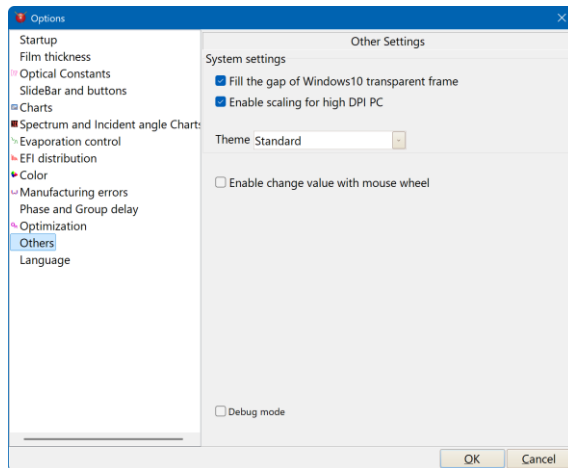 Options
Startup
Film thickness
Optical Constants
SlideBar and buttons
Charts
Spectrum and Incident angle Charts
Evaporation control
EFI distribution
Color
Manufacturing errors
Phase and Group delay
Optimization
Others
Language
Other Settings
System settings
Fill the gap of Windows10 transparent frame
Enable scaling for high DPI PC
Theme Standard
Enable change value with mouse wheel
Debug mode
OK Cancel